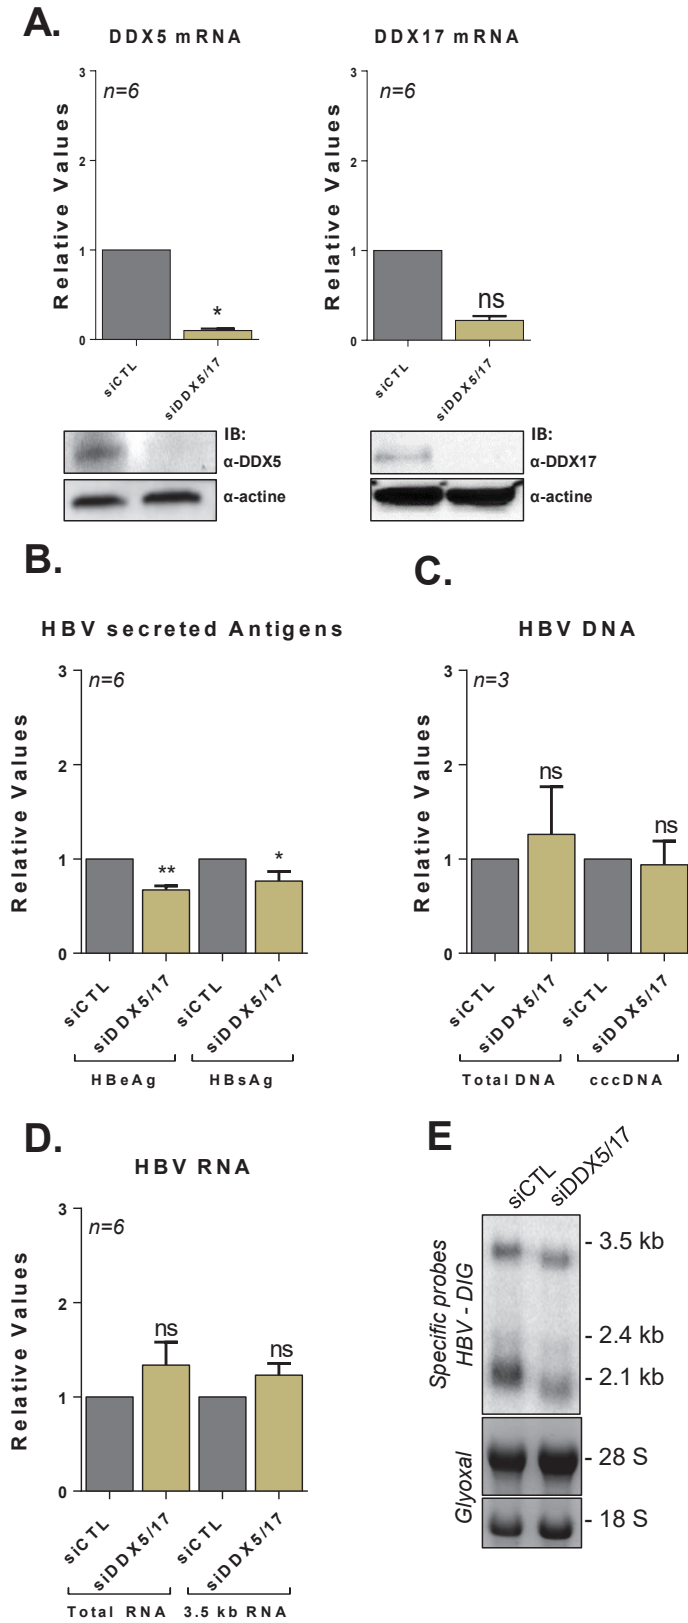 A.
DDX5 mRNA
DDX17 mRNA
Relative Values
3
2
1
0
n=6
*
siCTL
siDDX5/17
Relative Values
3
2
1
0
n=6
ns
siCTL
siDDX5/17
IB:
α-DDX5
α-actine
IB:
α-DDX17
α-actine
B.
HBV secreted Antigens
Relative Values
3
2
1
0
n=6
**
*
siCTL
siDDX5/17
siCTL
siDDX5/17
HBeAg
HBsAg
C.
HBV DNA
Relative Values
3
2
1
0
n=3
ns
ns
siCTL
siDDX5/17
siCTL
siDDX5/17
Total DNA
cccDNA
D.
HBV RNA
Relative Values
3
2
1
0
n=6
ns
ns
siCTL
siDDX5/17
siCTL
siDDX5/17
Total RNA
3.5 kb RNA
E
siCTL
siDDX5/17
Specific probes
HBV - DIG
- 3.5 kb
- 2.4 kb
- 2.1 kb
Glyoxal
- 28 S
- 18 S